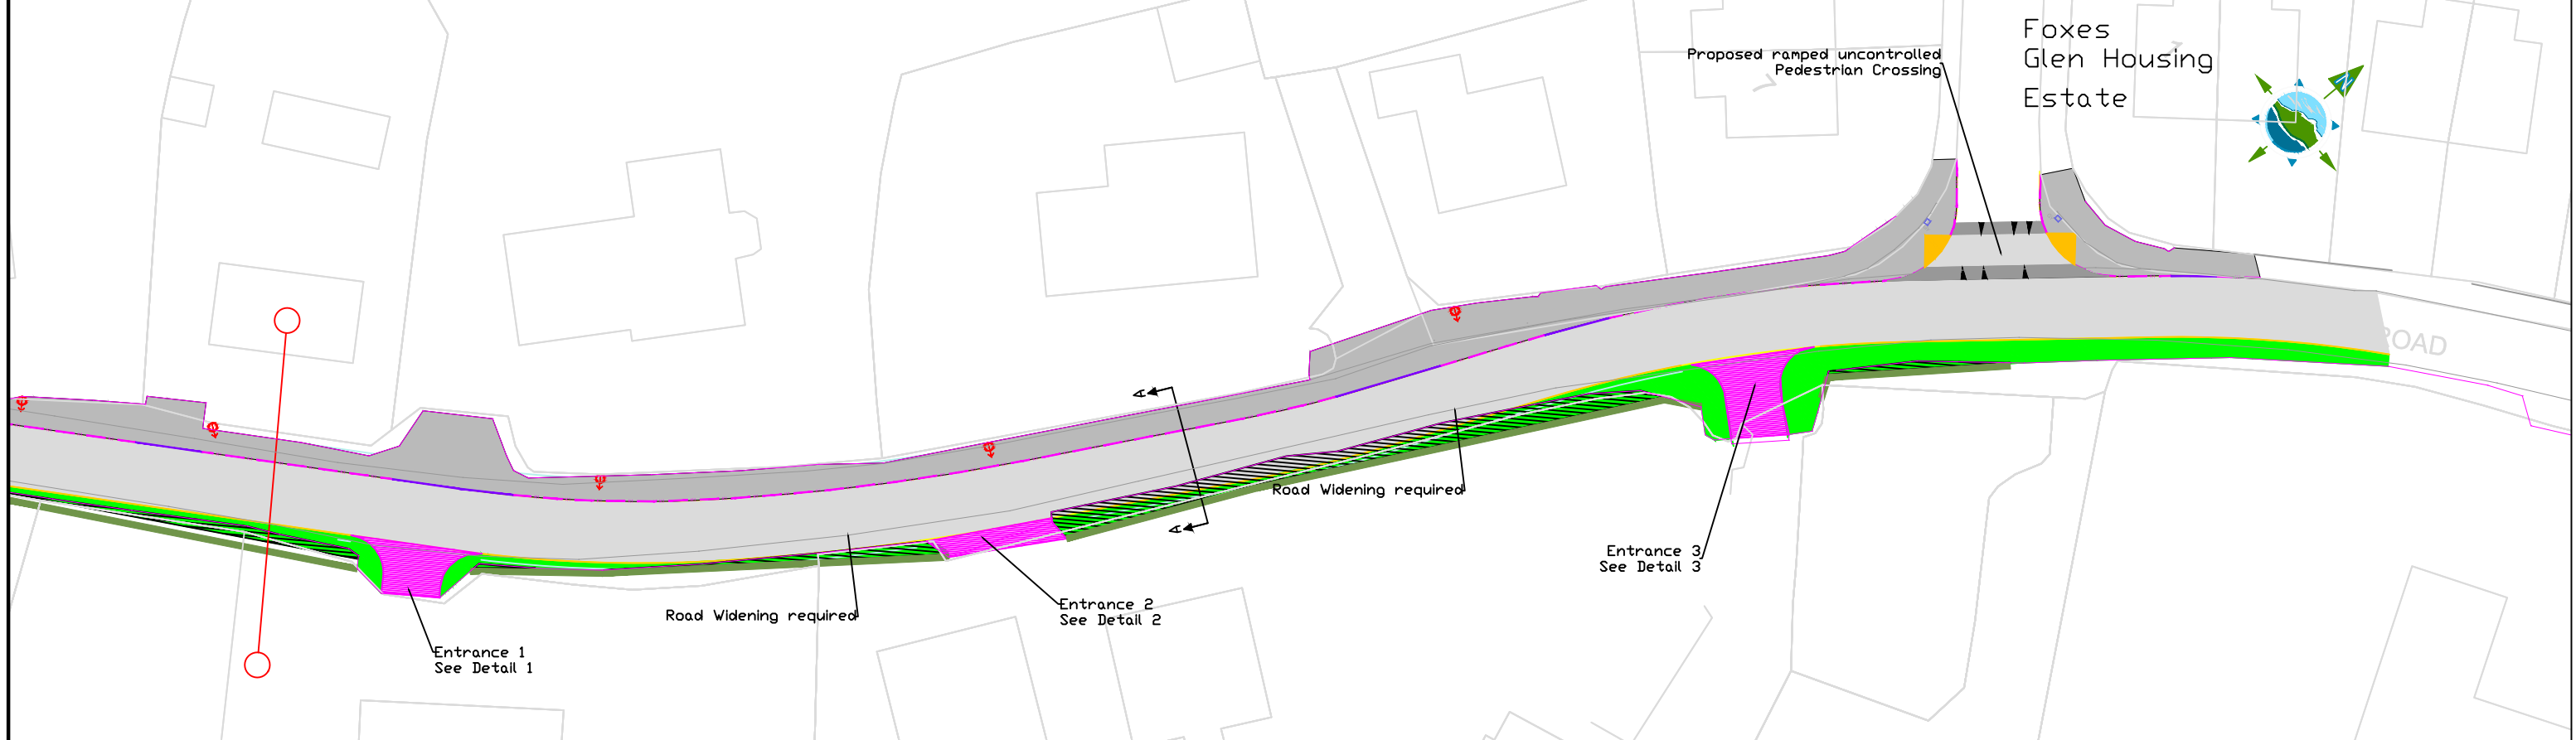 Foxes
Glen Housing
Estate
Proposed ramped uncontrolled
Pedestrian Crossing
ROAD
A
A
Road Widening required
Entrance 3
See Detail 3
Entrance 2
See Detail 2
Road Widening required
Entrance 1
See Detail 1
N